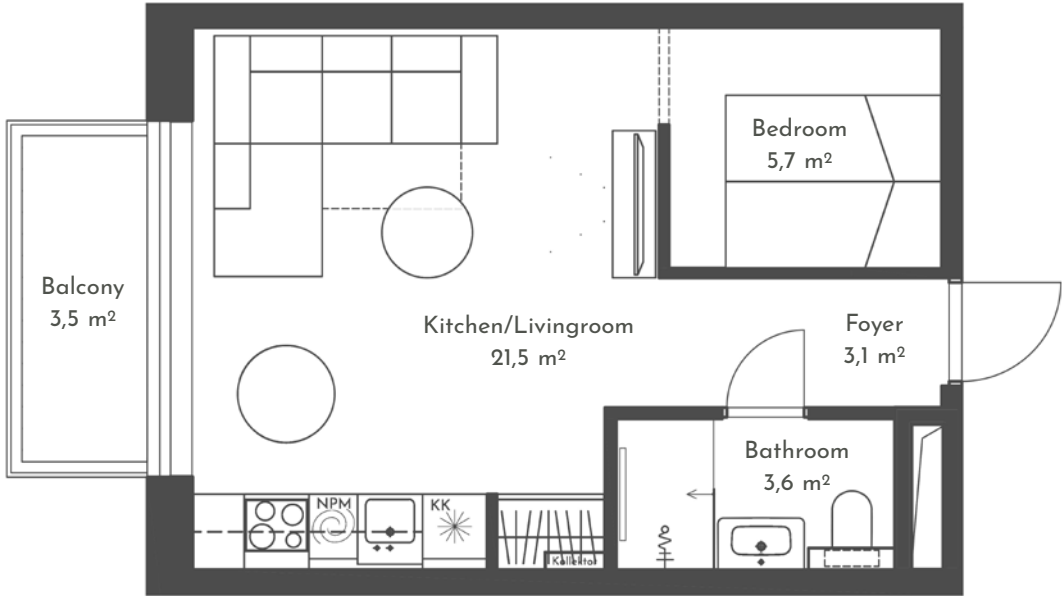 Bedroom
5,7 m²
Balcony
3,5 m²
Kitchen/Livingroom
21,5 m²
Foyer
3,1 m²
Bathroom
3,6 m²
NPM
KK
Kollektor